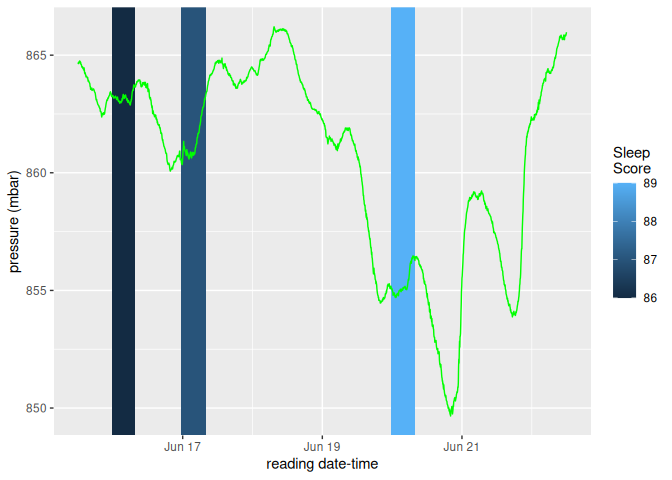 865
860
855
850
pressure (mbar)
Jun 17
Jun 19
Jun 21
reading date-time
Sleep
Score
89
88
87
86